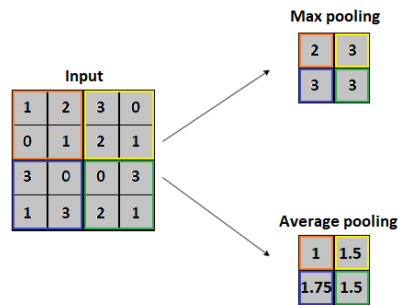 Max pooling
2 3
3 3
Input
1 2 3 0
0 1 2 1
3 0 0 3
1 3 2 1
Average pooling
1 1.5
1.75 1.5